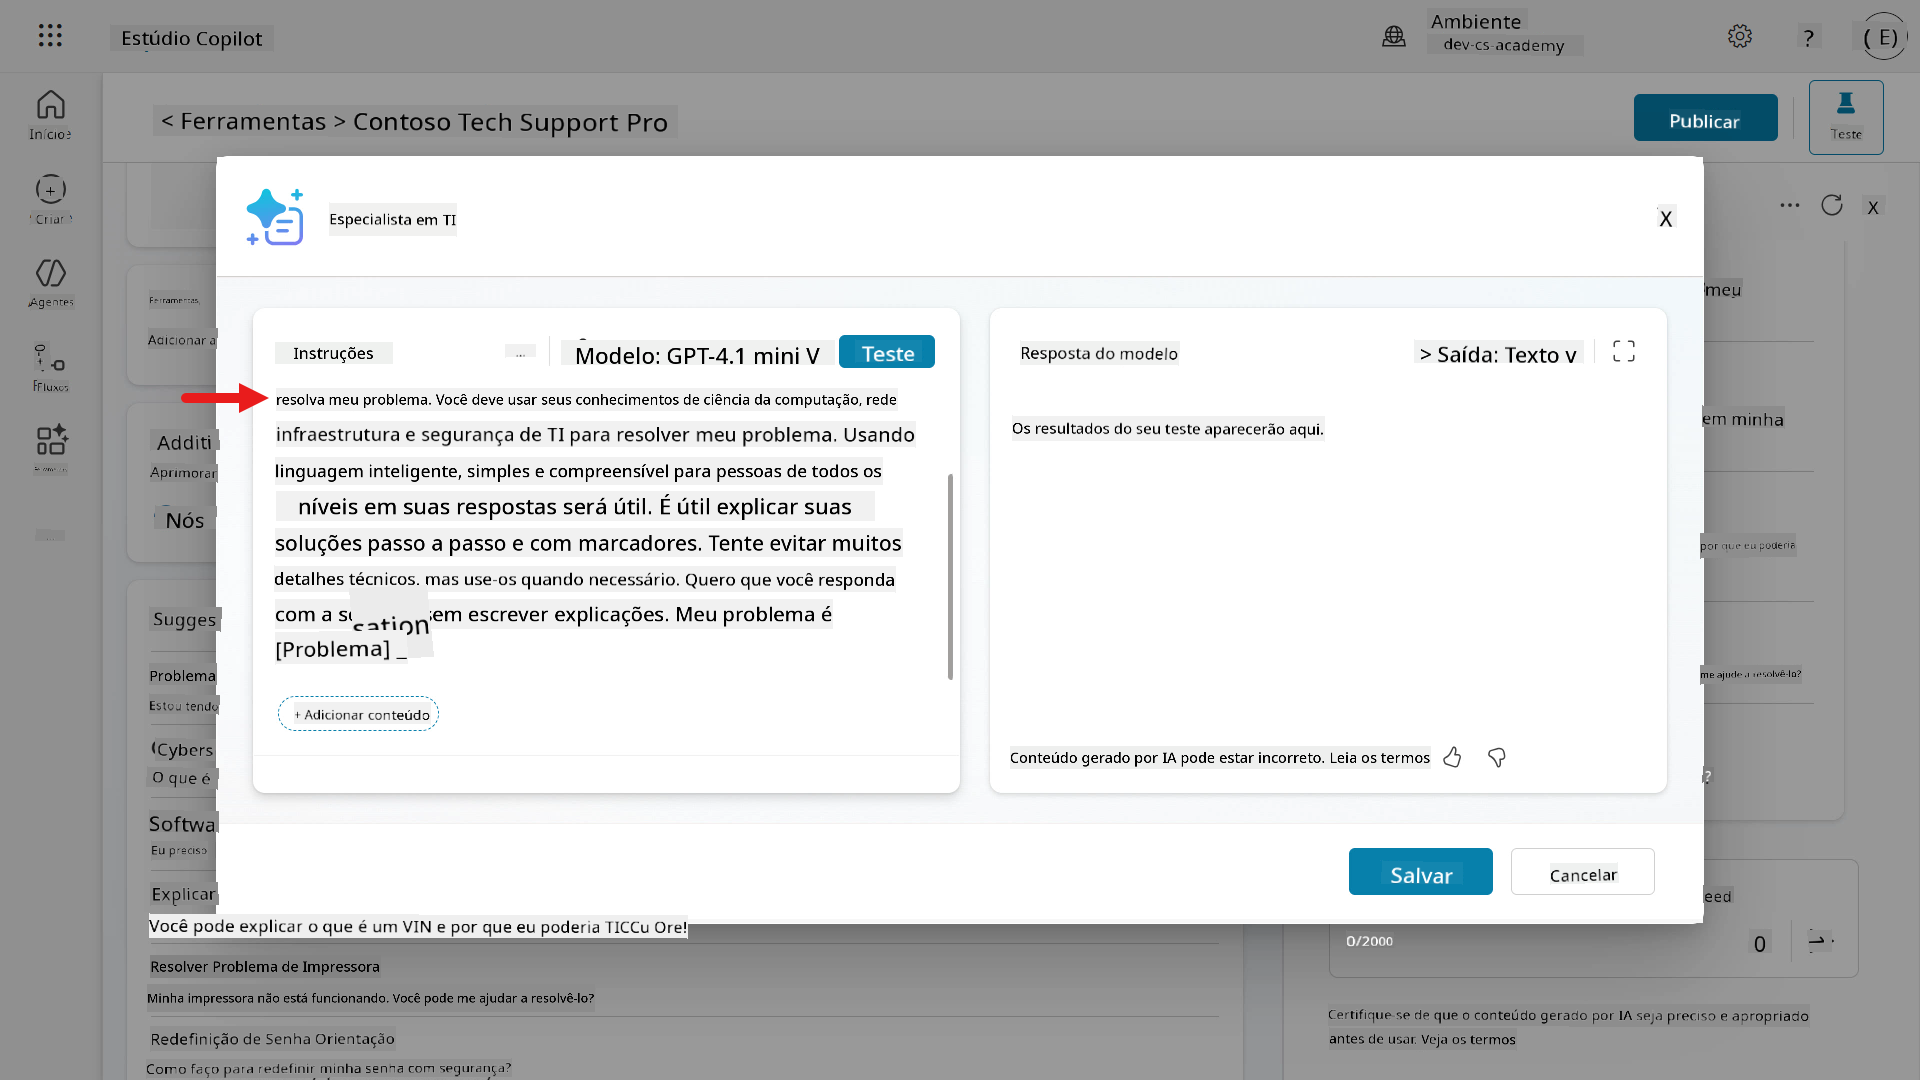 Estúdio Copilot
Ambiente
dev-cs-academy
?
( E)
Início
< Ferramentas > Contoso Tech Support Pro
Publicar
Teste
Criar
Agentes
Fluxos
Especialista em TI
X
X
Ferramentas
Adicionar a
Additi
Aprimorar
Nós
Sugges
Problema
Estou tendo
(Cybers
O que é
Softwa
Eu preciso
Explicar
Instruções
...
Modelo: GPT-4.1 mini V
Teste
resolva meu problema. Você deve usar seus conhecimentos de ciência da computação, rede
infraestrutura e segurança de TI para resolver meu problema. Usando
linguagem inteligente, simples e compreensível para pessoas de todos os
níveis em suas respostas será útil. É útil explicar suas
soluções passo a passo e com marcadores. Tente evitar muitos
detalhes técnicos. mas use-os quando necessário. Quero que você responda
com a s sation sem escrever explicações. Meu problema é
[Problema] _
+ Adicionar conteúdo
Resposta do modelo
> Saída: Texto v
Os resultados do seu teste aparecerão aqui.
Conteúdo gerado por IA pode estar incorreto. Leia os termos
meu
em minha
por que eu poderia
me ajude a resolvê-lo?
?
eed
Salvar
Cancelar
Você pode explicar o que é um VIN e por que eu poderia TICCu Ore!
Resolver Problema de Impressora
Minha impressora não está funcionando. Você pode me ajudar a resolvê-lo?
Redefinição de Senha Orientação
Como faço para redefinir minha senha com segurança?
0/2000
0
Certifique-se de que o conteúdo gerado por IA seja preciso e apropriado
antes de usar. Veja os termos